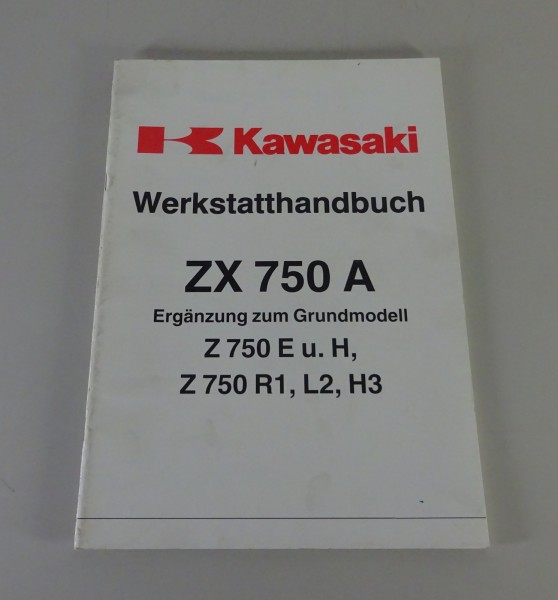 Kawasaki
Werkstatthandbuch
ZX 750 A
Ergänzung zum Grundmodell
Z 750 E u. H,
Z 750 R1, L2, H3